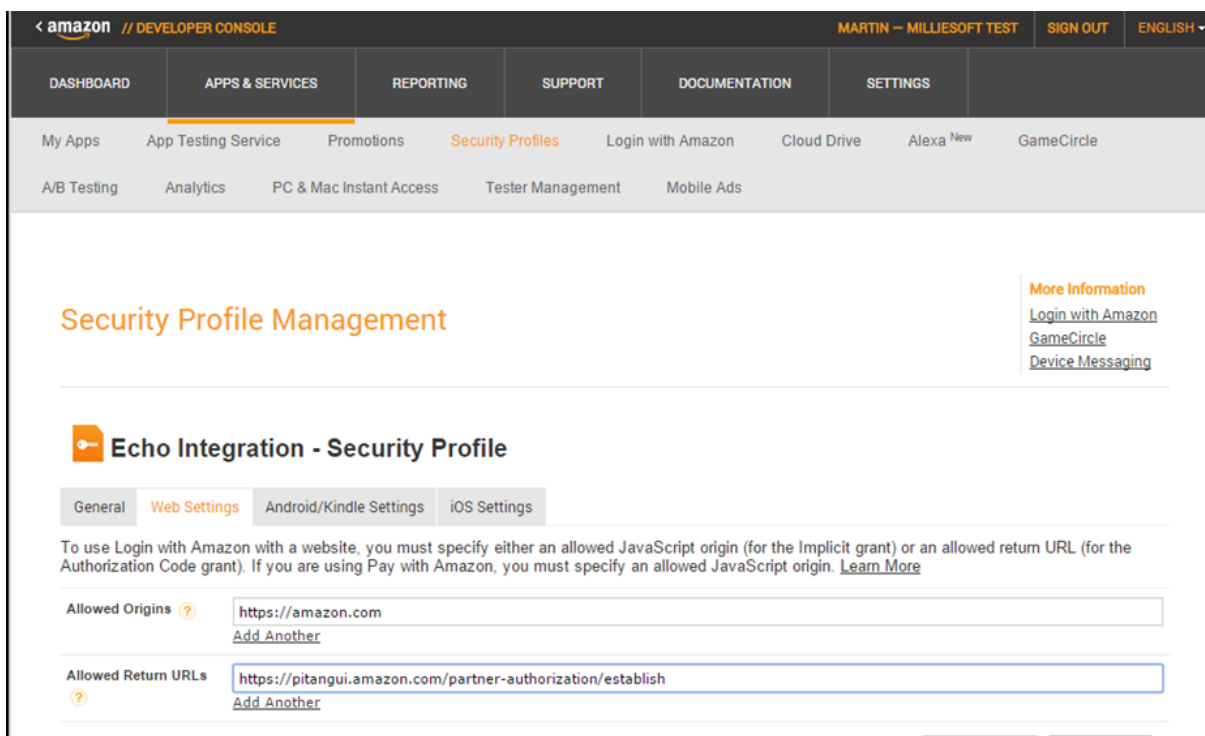 < amazon // DEVELOPER CONSOLE MARTIN — MILLIESOFT TEST SIGN OUT ENGLISH
DASHBOARD APPS & SERVICES REPORTING SUPPORT DOCUMENTATION SETTINGS
My Apps App Testing Service Promotions Security Profiles Login with Amazon Cloud Drive Alexa New GameCircle
A/B Testing Analytics PC & Mac Instant Access Tester Management Mobile Ads
More Information
Security Profile Management Login with Amazon
GameCircle
Device Messaging
Echo Integration - Security Profile
General Web Settings Android/Kindle Settings iOS Settings
To use Login with Amazon with a website, you must specify either an allowed JavaScript origin (for the Implicit grant) or an allowed return URL (for the
Authorization Code grant). If you are using Pay with Amazon, you must specify an allowed JavaScript origin. Learn More
Allowed Origins ? https://amazon.com
Add Another
Allowed Return URLs https://pitangui.amazon.com/partner-authorization/establish
? Add Another